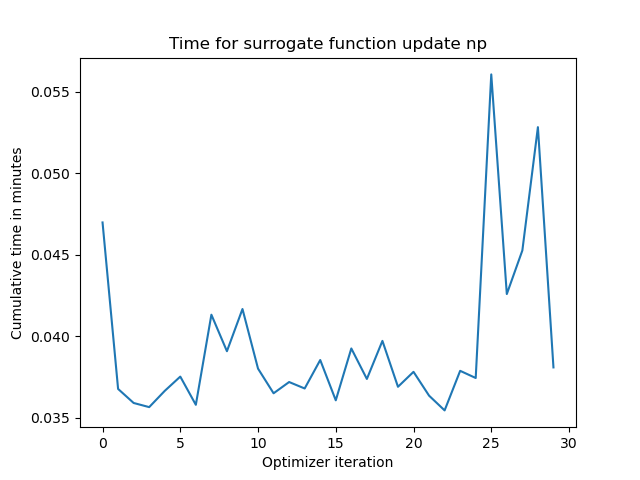 Time for surrogate function update np
Cumulative time in minutes
0.055
0.050
0.045
0.040
0.035
0 5 10 15 20 25 30
Optimizer iteration